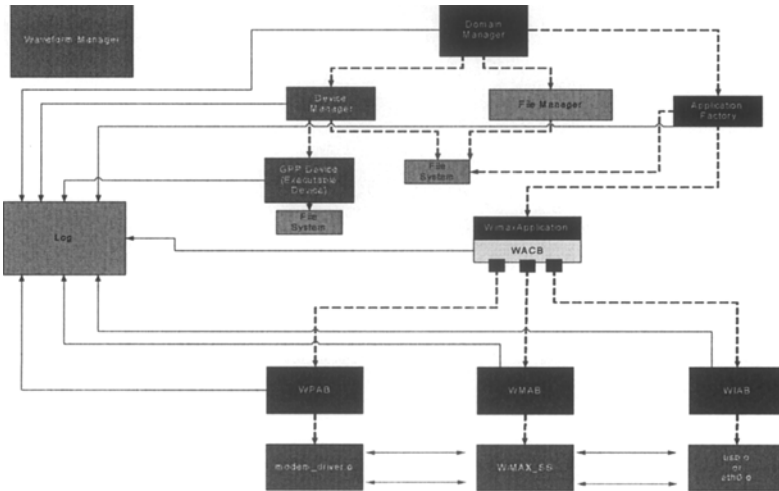 Domain
Manager
Waveform Manager
Device
Manager
File Manager
Application
Factory
GPP Device
(Executable
Device)
File
System
File
System
Log
WimaxApplication
WACB
WPAB
WMAB
WIAB
modem_driver.o
usb.o
or
eth0.o